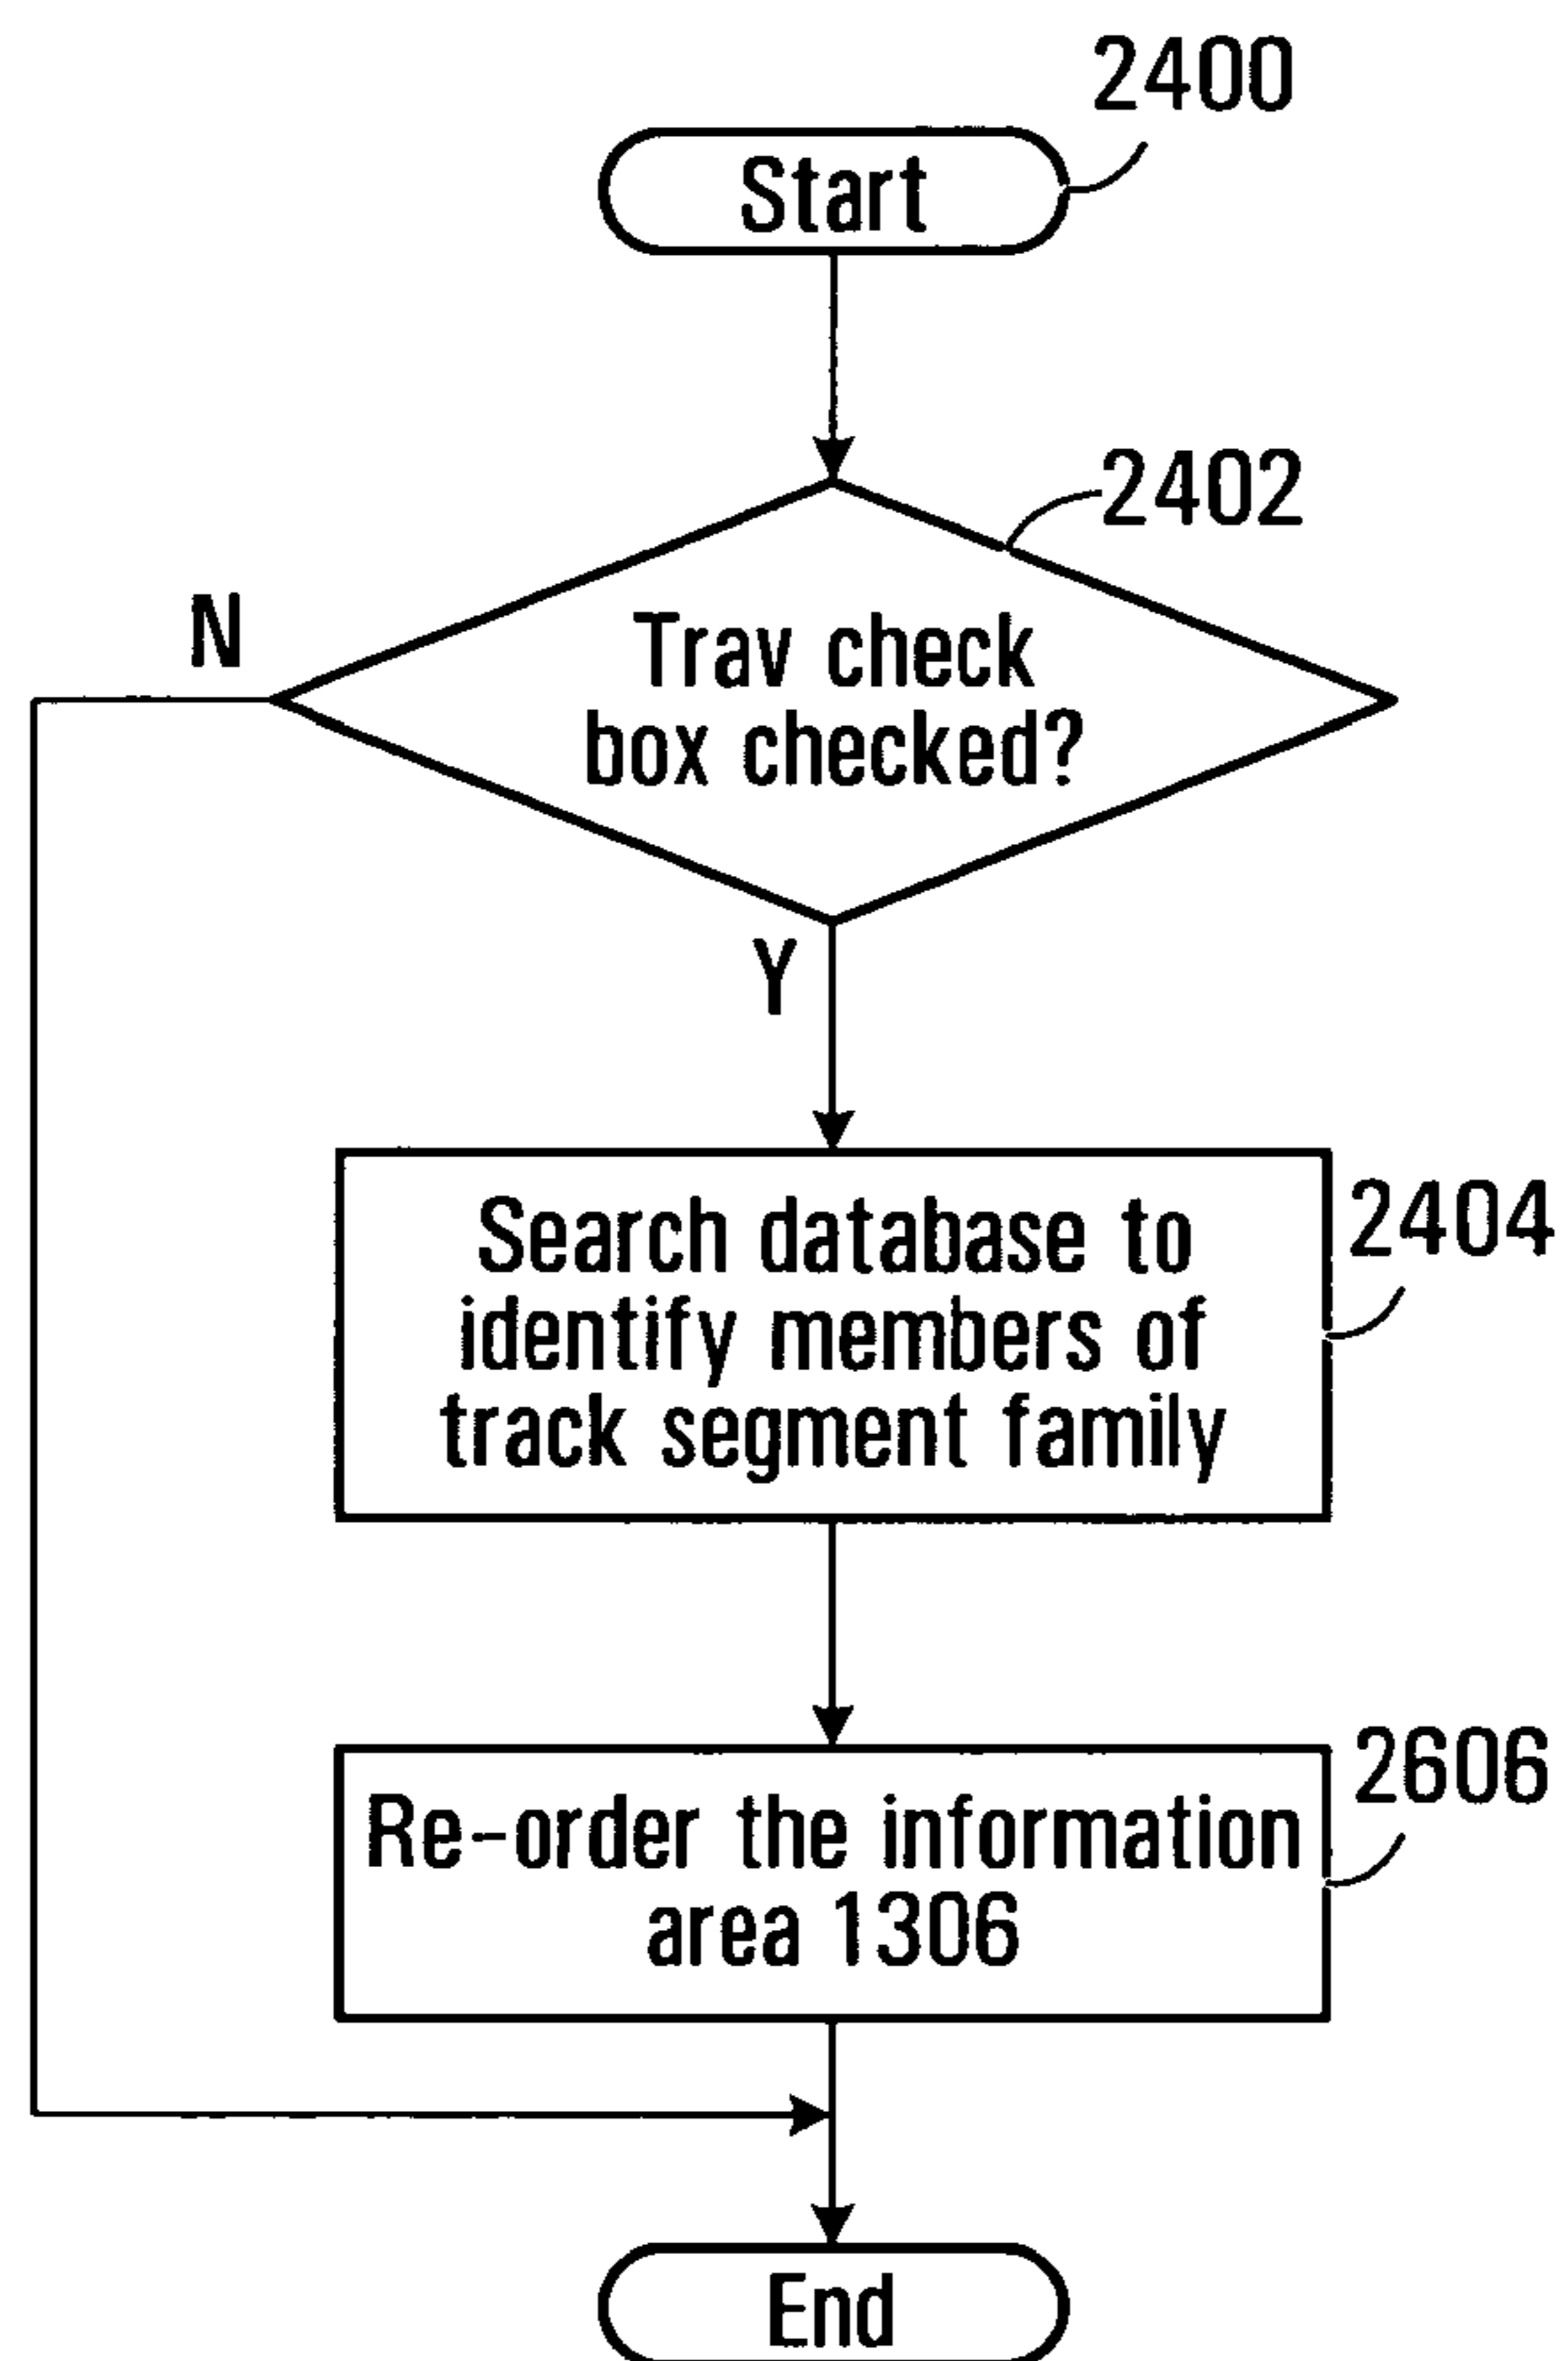 2400
Start
2402
N
Trav check
box checked?
Y
Search database to
identify members of
track segment family
2404
Re-order the information
area 1306
2606
End